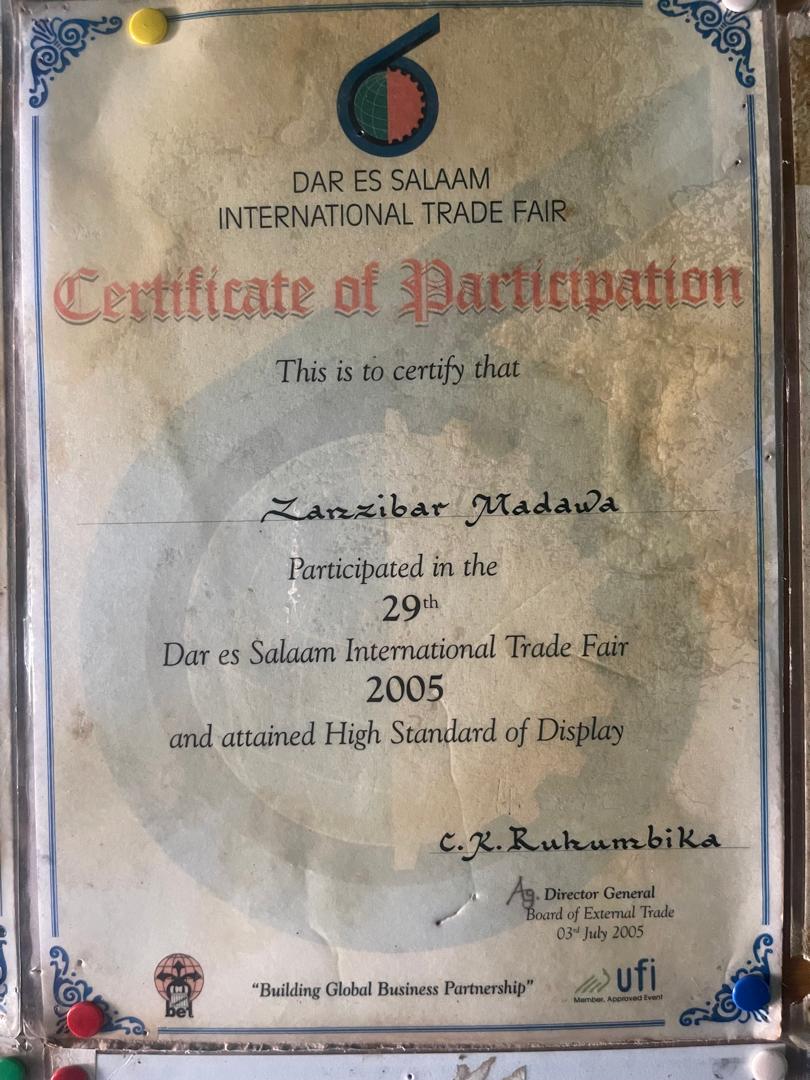 DAR ES SALAAM
INTERNATIONAL TRADE FAIR
Certificate of Participation
This is to certify that
Zanzibar Madawa
Participated in the
29th
Dar es Salaam International Trade Fair
2005
and attained High Standard of Display
C.K.Rukumbika
Ag. Director General
Board of External Trade
03rd July 2005
bet
"Building Global Business Partnership"
ufi
Member, Approved Event